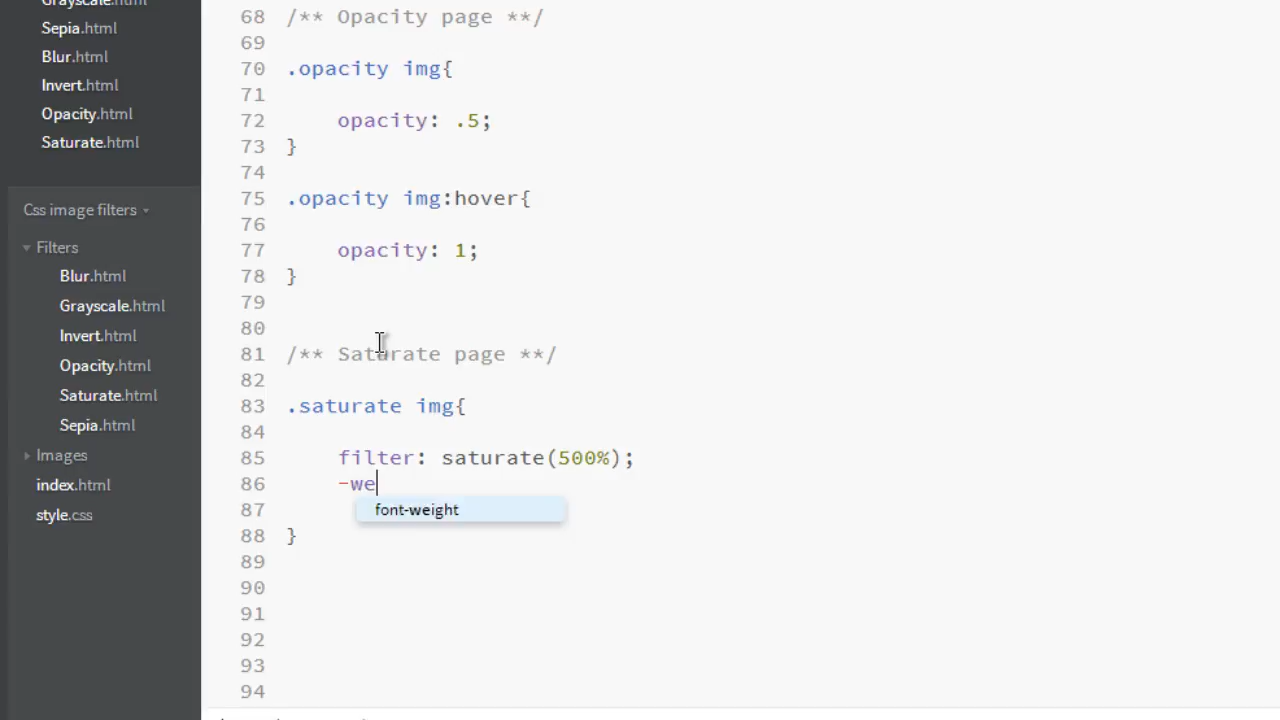 Grayscale.html
Sepia.html
Blur.html
Invert.html
Opacity.html
Saturate.html
Css image filters
Filters
Blur.html
Grayscale.html
Invert.html
Opacity.html
Saturate.html
Sepia.html
Images
index.html
style.css
68 /** Opacity page **/
69
70 .opacity img{
71
72 opacity: .5;
73 }
74
75 .opacity img:hover{
76
77 opacity: 1;
78 }
79
80
81 /** Saturate page **/
82
83 .saturate img{
84
85 filter: saturate(500%);
86 -we
font-weight
87
88 }
89
90
91
92
93
94